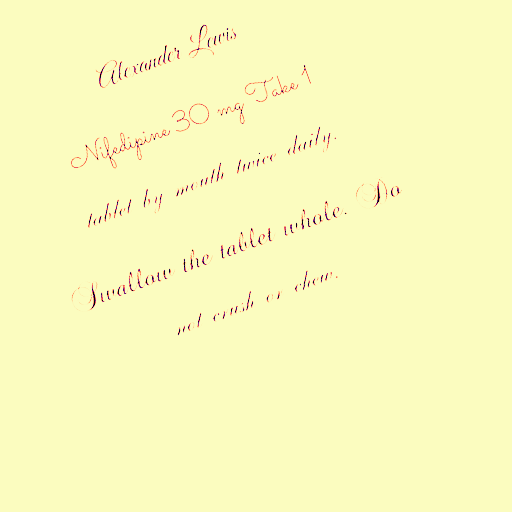 Alexander Lewis
Nifedipine 30 mg Take 1
tablet by mouth twice daily.
Swallow the tablet whole. Do
not crush or chew.